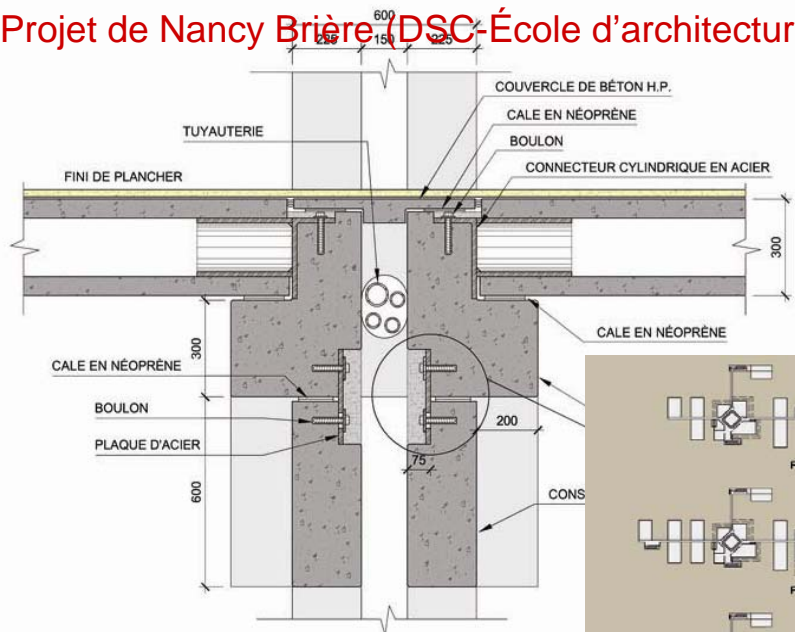 Projet de Nancy Brière (DSC-École d'architectur
600
225 150 225
COUVERCLE DE BÉTON H.P.
CALE EN NÉOPRÈNE
TUYAUTERIE
BOULON
FINI DE PLANCHER
CONNECTEUR CYLINDRIQUE EN ACIER
300
CALE EN NÉOPRÈNE
300
CALE EN NÉOPRÈNE
BOULON
200
PLAQUE D'ACIER
75
600
CONS